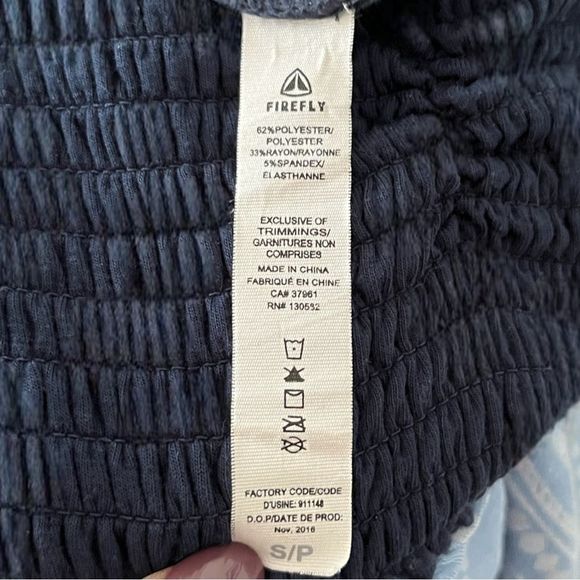 FIREFLY
62%POLYESTER/
POLYESTER
33%RAYON/RAYONNE
5%SPANDEX/
ELASTHANNE
EXCLUSIVE OF
TRIMMINGS/
GARNITURES NON
COMPRISES
MADE IN CHINA
FABRIQUÉ EN CHINE
CA# 37961
RN# 130552
FACTORY CODE/CODE
D'USINE: 911148
D.O.P/DATE DE PROD:
Nov, 2016
S/P